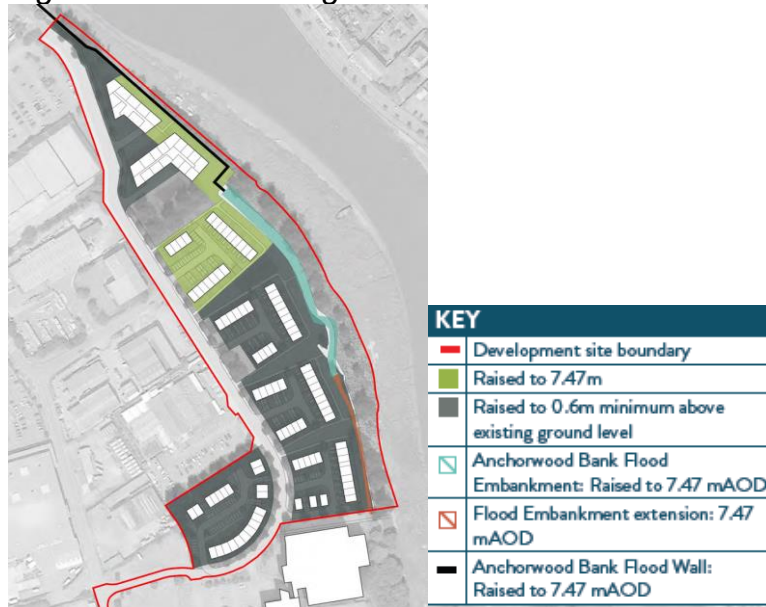 KEY
Development site boundary
Raised to 7.47m
Raised to 0.6m minimum above
existing ground level
Anchorwood Bank Flood
Embankment: Raised to 7.47 mAOD
Flood Embankment extension: 7.47
mAOD
Anchorwood Bank Flood Wall:
Raised to 7.47 mAOD